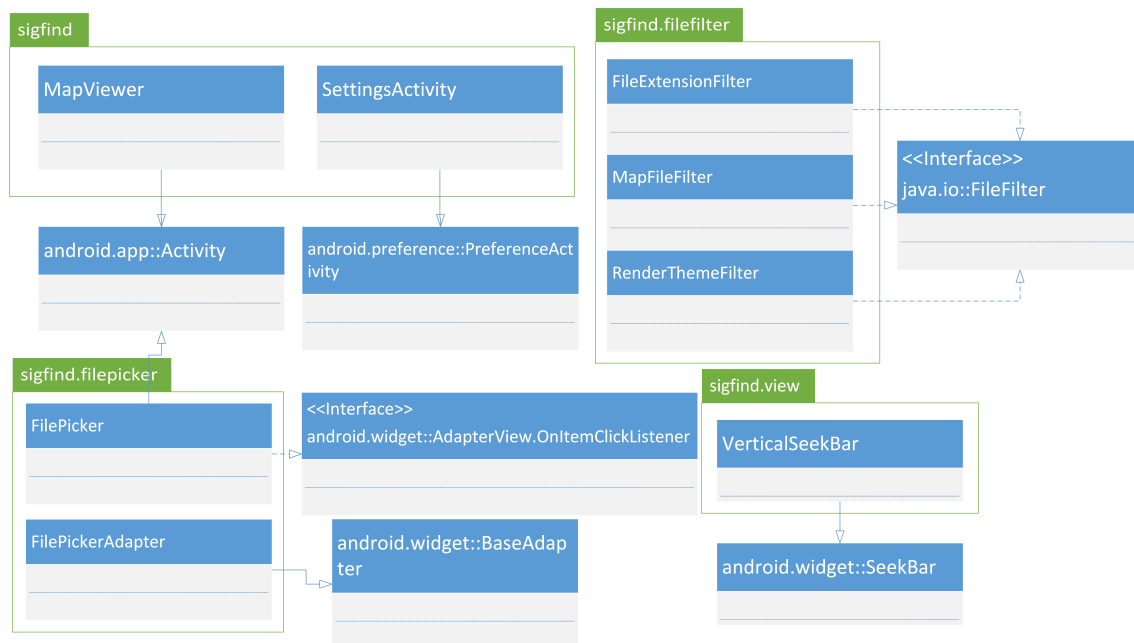 sigfind
MapViewer
SettingsActivity
android.app::Activity
android.preference::PreferenceAct
ivity
sigfind.filefilter
FileExtensionFilter
MapFileFilter
RenderThemeFilter
<<Interface>>
java.io::FileFilter
sigfind.filepicker
FilePicker
FilePickerAdapter
<<Interface>>
android.widget::AdapterView.OnItemClickListener
android.widget::BaseAdap
ter
sigfind.view
VerticalSeekBar
android.widget::SeekBar